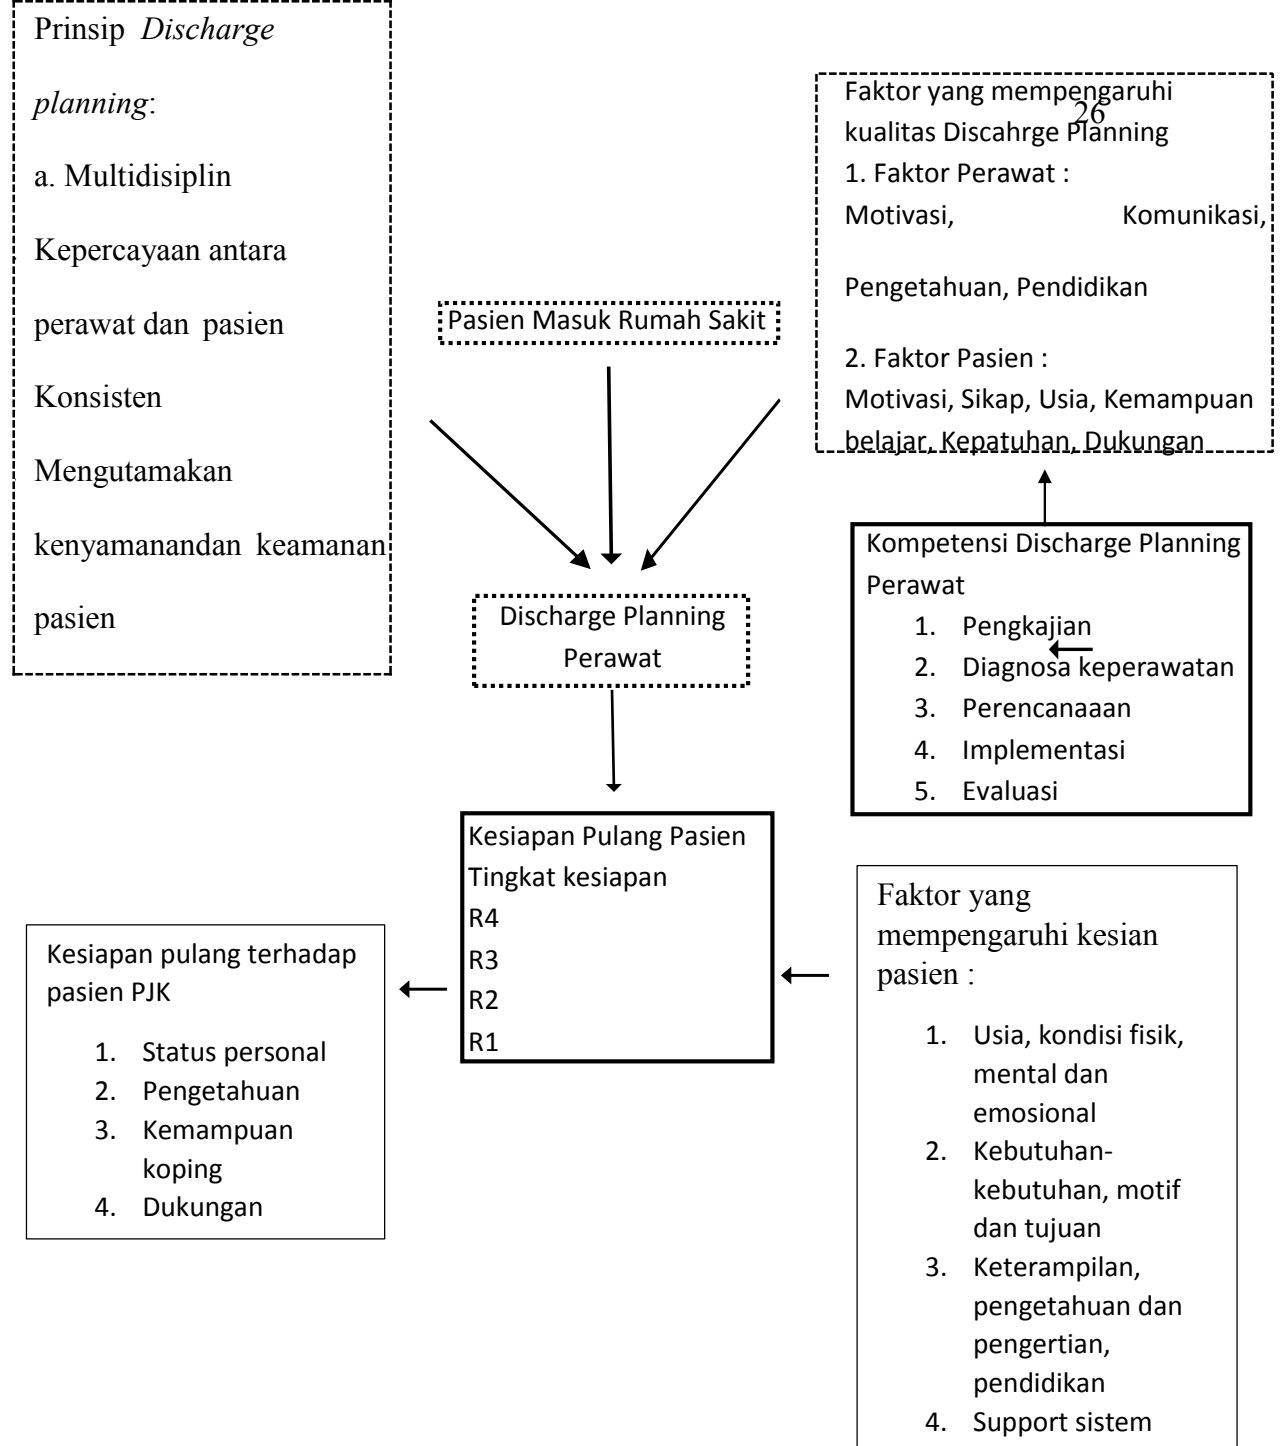 Prinsip Discharge
planning:
a. Multidisiplin
Kepercayaan antara
perawat dan pasien
Konsisten
Mengutamakan
kenyamanandan keamanan
pasien
26
Faktor yang mempengaruhi
kualitas Discahrge Planning
1. Faktor Perawat :
Motivasi, Komunikasi,
Pengetahuan, Pendidikan
2. Faktor Pasien :
Motivasi, Sikap, Usia, Kemampuan
belajar, Kepatuhan, Dukungan
Pasien Masuk Rumah Sakit
Discharge Planning
Perawat
Kompetensi Discharge Planning
Perawat
1. Pengkajian
2. Diagnosa keperawatan
3. Perencanaaan
4. Implementasi
5. Evaluasi
Kesiapan Pulang Pasien
Tingkat kesiapan
R4
R3
R2
R1
Kesiapan pulang terhadap
pasien PJK
1. Status personal
2. Pengetahuan
3. Kemampuan
koping
4. Dukungan
Faktor yang
mempengaruhi kesian
pasien :
1. Usia, kondisi fisik,
mental dan
emosional
2. Kebutuhan-
kebutuhan, motif
dan tujuan
3. Keterampilan,
pengetahuan dan
pengertian,
pendidikan
4. Support sistem